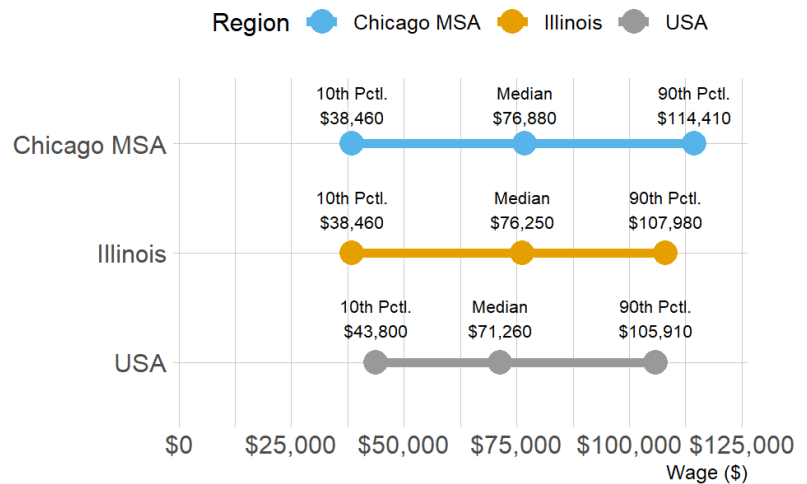 Region Chicago MSA Illinois USA
10th Pctl. Median 90th Pctl.
$38,460 $76,880 $114,410
Chicago MSA
10th Pctl. Median 90th Pctl.
$38,460 $76,250 $107,980
Illinois
10th Pctl. Median 90th Pctl.
$43,800 $71,260 $105,910
USA
$0 $25,000 $50,000 $75,000 $100,000 $125,000
Wage ($)